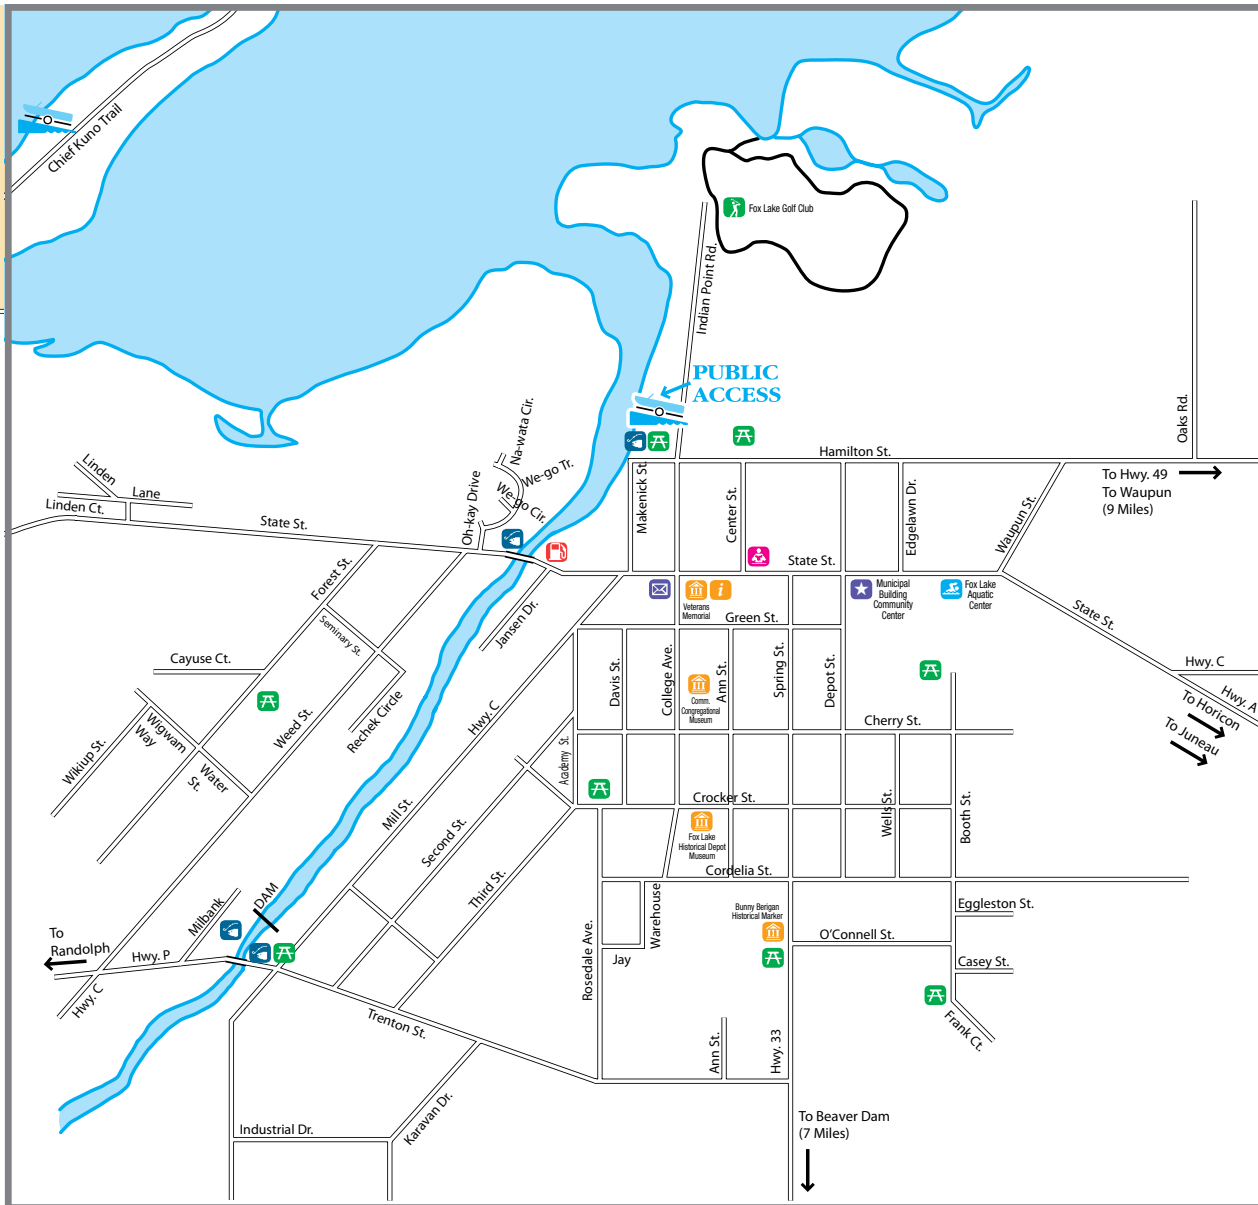 Chief Kuno Trail
Fox Lake Golf Club
Indian Point Rd.
PUBLIC
ACCESS
Oaks Rd.
Hamilton St.
To Hwy. 49
To Waupun
(9 Miles)
Na-wata Cir.
We-go Tr.
We-go Cir.
Oh-kay Drive
Linden
Lane
Linden Ct.
State St.
Makenick St.
Center St.
Edgelawn Dr.
Waupun St.
State St.
Forest St.
Seminary St.
Jansen Dr.
Veterans
Memorial
i
Green St.
Municipal
Building
Community
Center
Fox Lake
Aquatic
Center
State St.
Hwy. C
Hwy. A
To Horicon
To Juneau
Cayuse Ct.
Wikiup St.
Wigwam
Way
Water
St.
Weed St.
Rechek Circle
Hwy. C
Davis St.
College Ave.
Ann St.
Comm.
Congregational
Museum
Spring St.
Depot St.
Cherry St.
Academy St.
Mill St.
Second St.
Third St.
Crocker St.
Fox Lake
Historical Depot
Museum
Wells St.
Booth St.
Cordelia St.
DAM
Milbank
To
Randolph
Hwy. P
Hwy. C
Warehouse
Jay
Rosedale Ave.
Bunny Berigan
Historical Marker
Eggleston St.
O'Connell St.
Casey St.
Frank Ct.
Trenton St.
Ann St.
Hwy. 33
Karavan Dr.
Industrial Dr.
To Beaver Dam
(7 Miles)